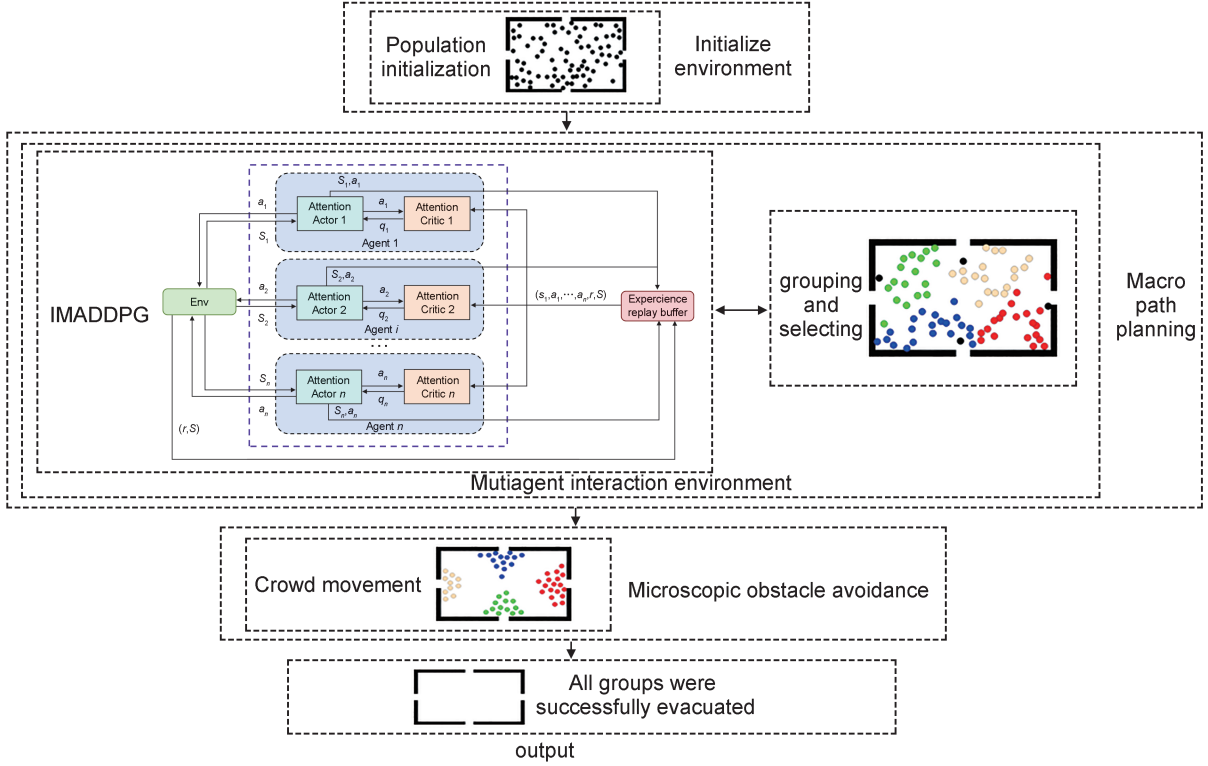 Population
initialization
Initialize
environment
IMADDPG
S1,a1
a1
S1
Attention
Actor 1
a1
q1
Attention
Critic 1
Agent 1
Env
a2
S2
S2,a2
Attention
Actor 2
a2
q2
Attention
Critic 2
Agent i
(s1,a1,···,an,r,S)
Expercience
replay buffer
···
Sn
an
Attention
Actor n
an
qn
Attention
Critic n
Sn,an
Agent n
(r,S)
Mutiagent interaction environment
grouping
and
selecting
Macro
path
planning
Crowd movement
Microscopic obstacle avoidance
All groups were
successfully evacuated
output